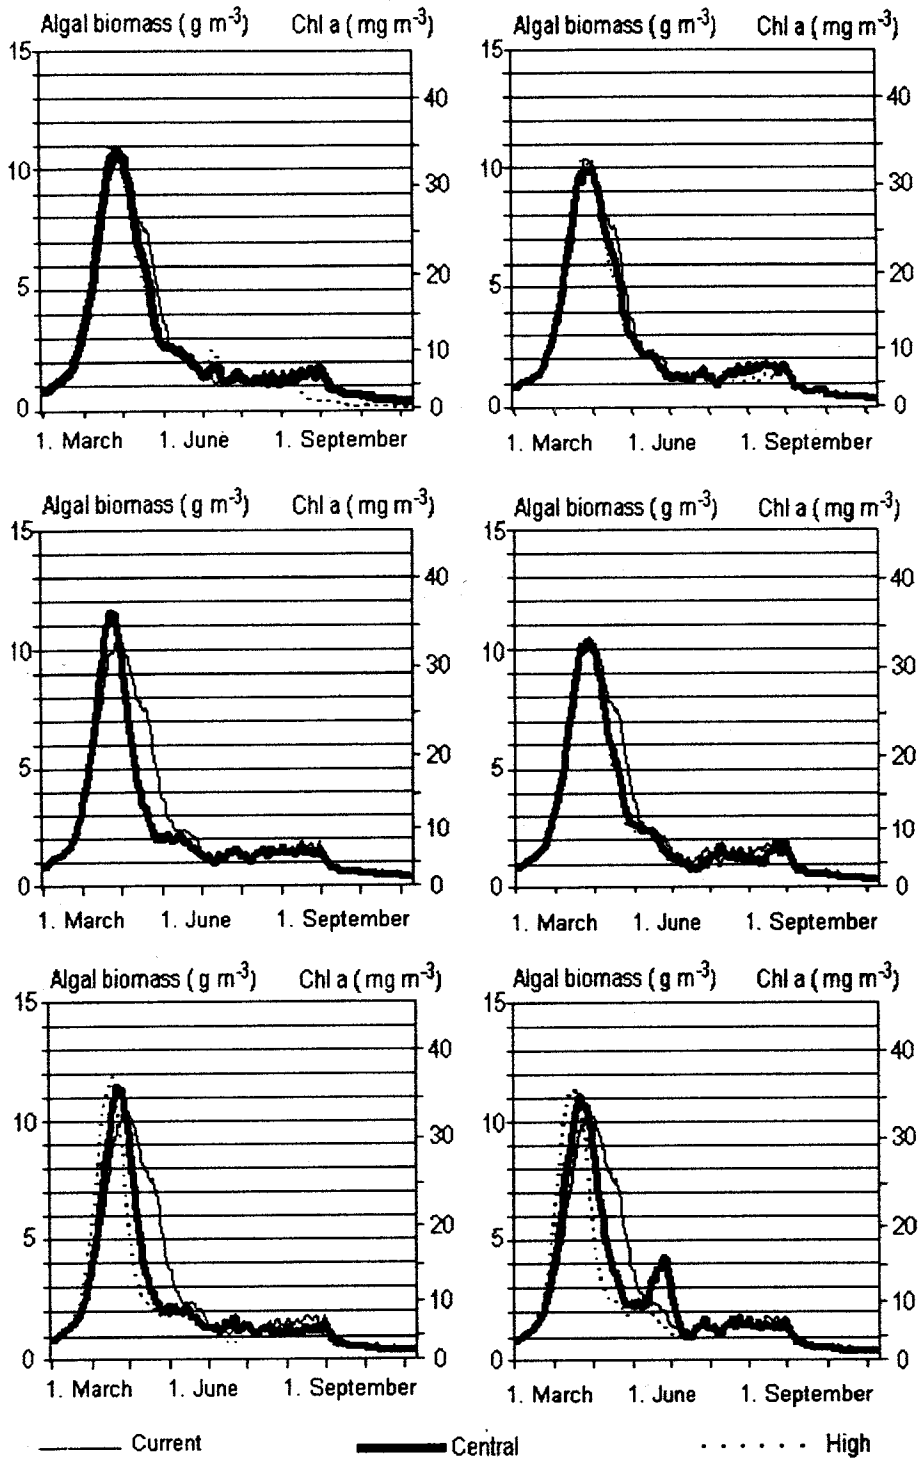 Algal biomass ( g m-3) Chl a ( mg m-3) Algal biomass ( g m-3) Chl a ( mg m-3)
15 15
40 40
10 10
30 30
5 5
20 20
10 10
0 0 0 0
1. March 1. June 1. September 1. March 1. June 1. September
Algal biomass ( g m-3) Chl a ( mg m-3) Algal biomass ( g m-3) Chl a ( mg m-3)
15 15
40 40
10 10
30 30
5 5
20 20
10 10
0 0 0 0
1. March 1. June 1. September 1. March 1. June 1. September
Algal biomass ( g m-3) Chl a ( mg m-3) Algal biomass ( g m-3) Chl a ( mg m-3)
15 15
40 40
10 10
30 30
5 5
20 20
10 10
0 0 0 0
1. March 1. June 1. September 1. March 1. June 1. September
Current Central High